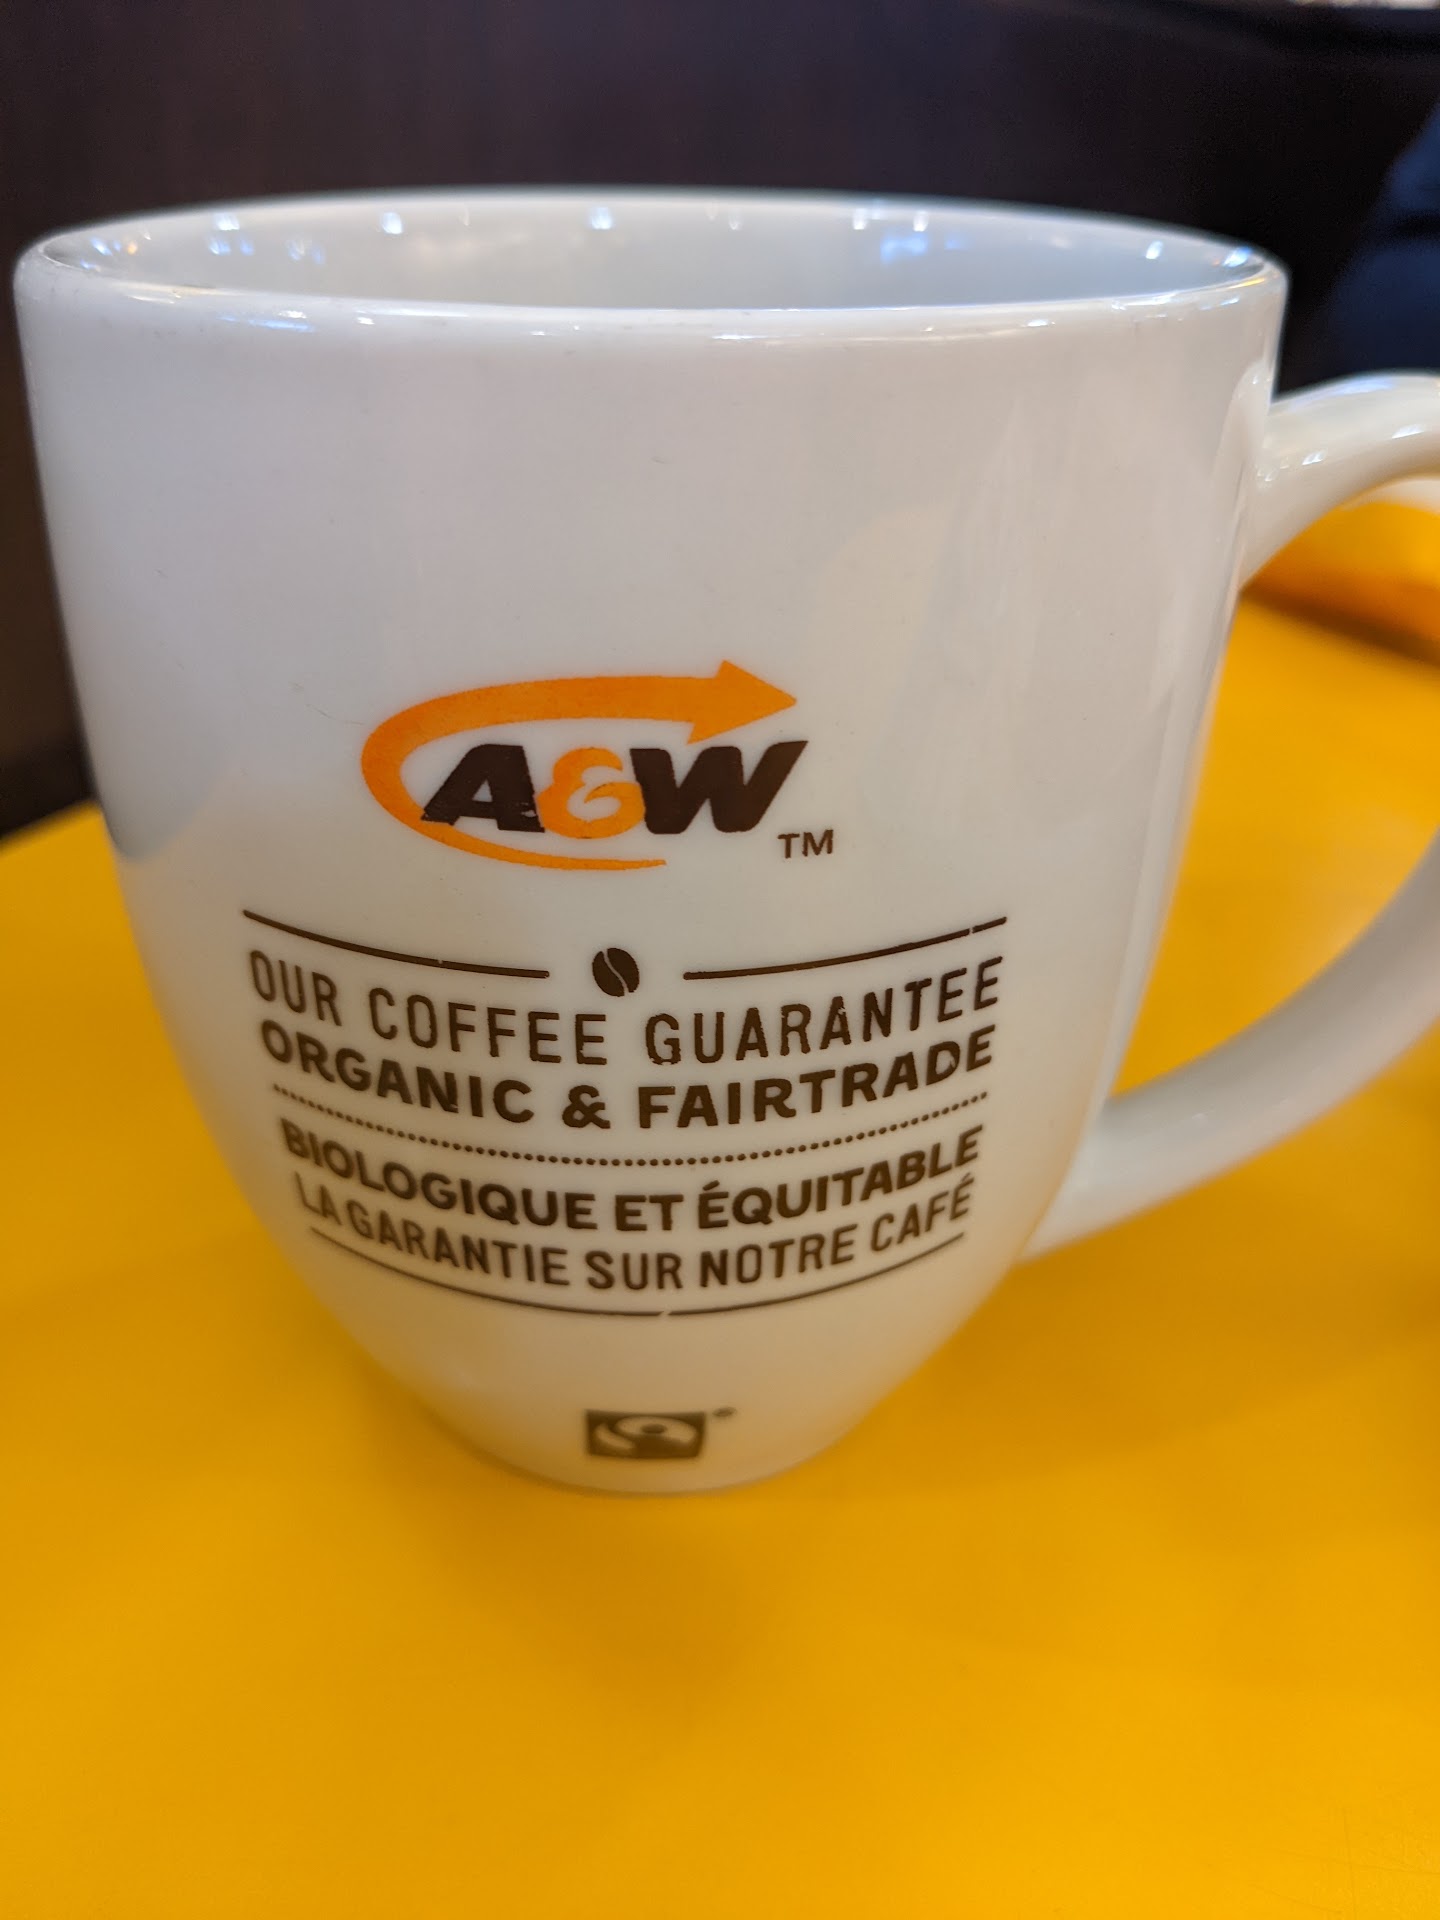 A&W
TM
OUR COFFEE GUARANTEE
ORGANIC & FAIRTRADE
BIOLOGIQUE ET ÉQUITABLE
LA GARANTIE SUR NOTRE CAFÉ